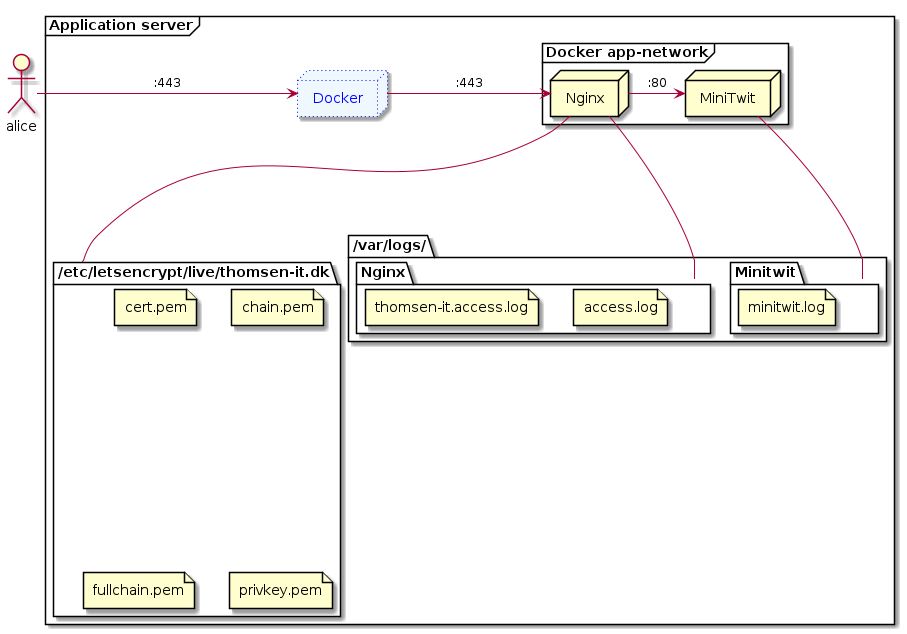 Application server
Docker app-network
:443
:443
:80
Docker
Nginx
MiniTwit
alice
/var/logs/
/etc/letsencrypt/live/thomsen-it.dk
Nginx
Minitwit
cert.pem
chain.pem
thomsen-it.access.log
access.log
minitwit.log
fullchain.pem
privkey.pem